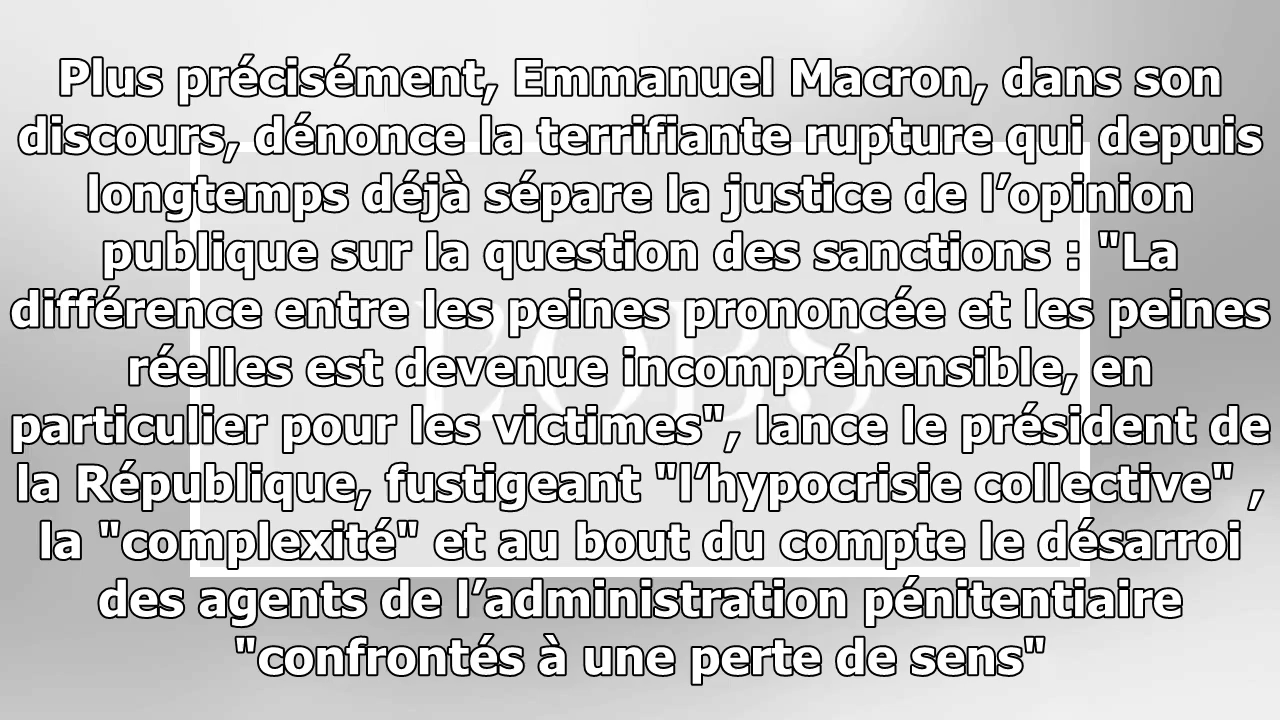 Plus précisément, Emmanuel Macron, dans son
discours, dénonce la terrifiante rupture qui depuis
longtemps déjà sépare la justice de l’opinion
publique sur la question des sanctions : "La
différence entre les peines prononcée et les peines
réelles est devenue incompréhensible, en
particulier pour les victimes", lance le président de
la République, fustigeant "l’hypocrisie collective" ,
la "complexité" et au bout du compte le désarroi
des agents de l’administration pénitentiaire
"confrontés à une perte de sens"